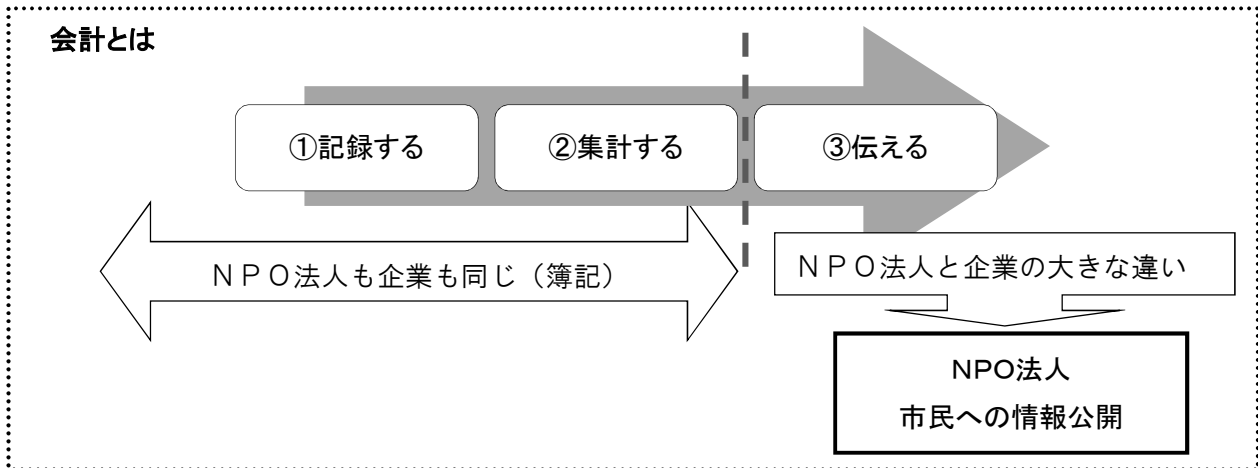 会計とは
①記録する
②集計する
③伝える
ＮＰＯ法人も企業も同じ（簿記）
ＮＰＯ法人と企業の大きな違い
NPO法人
市民への情報公開